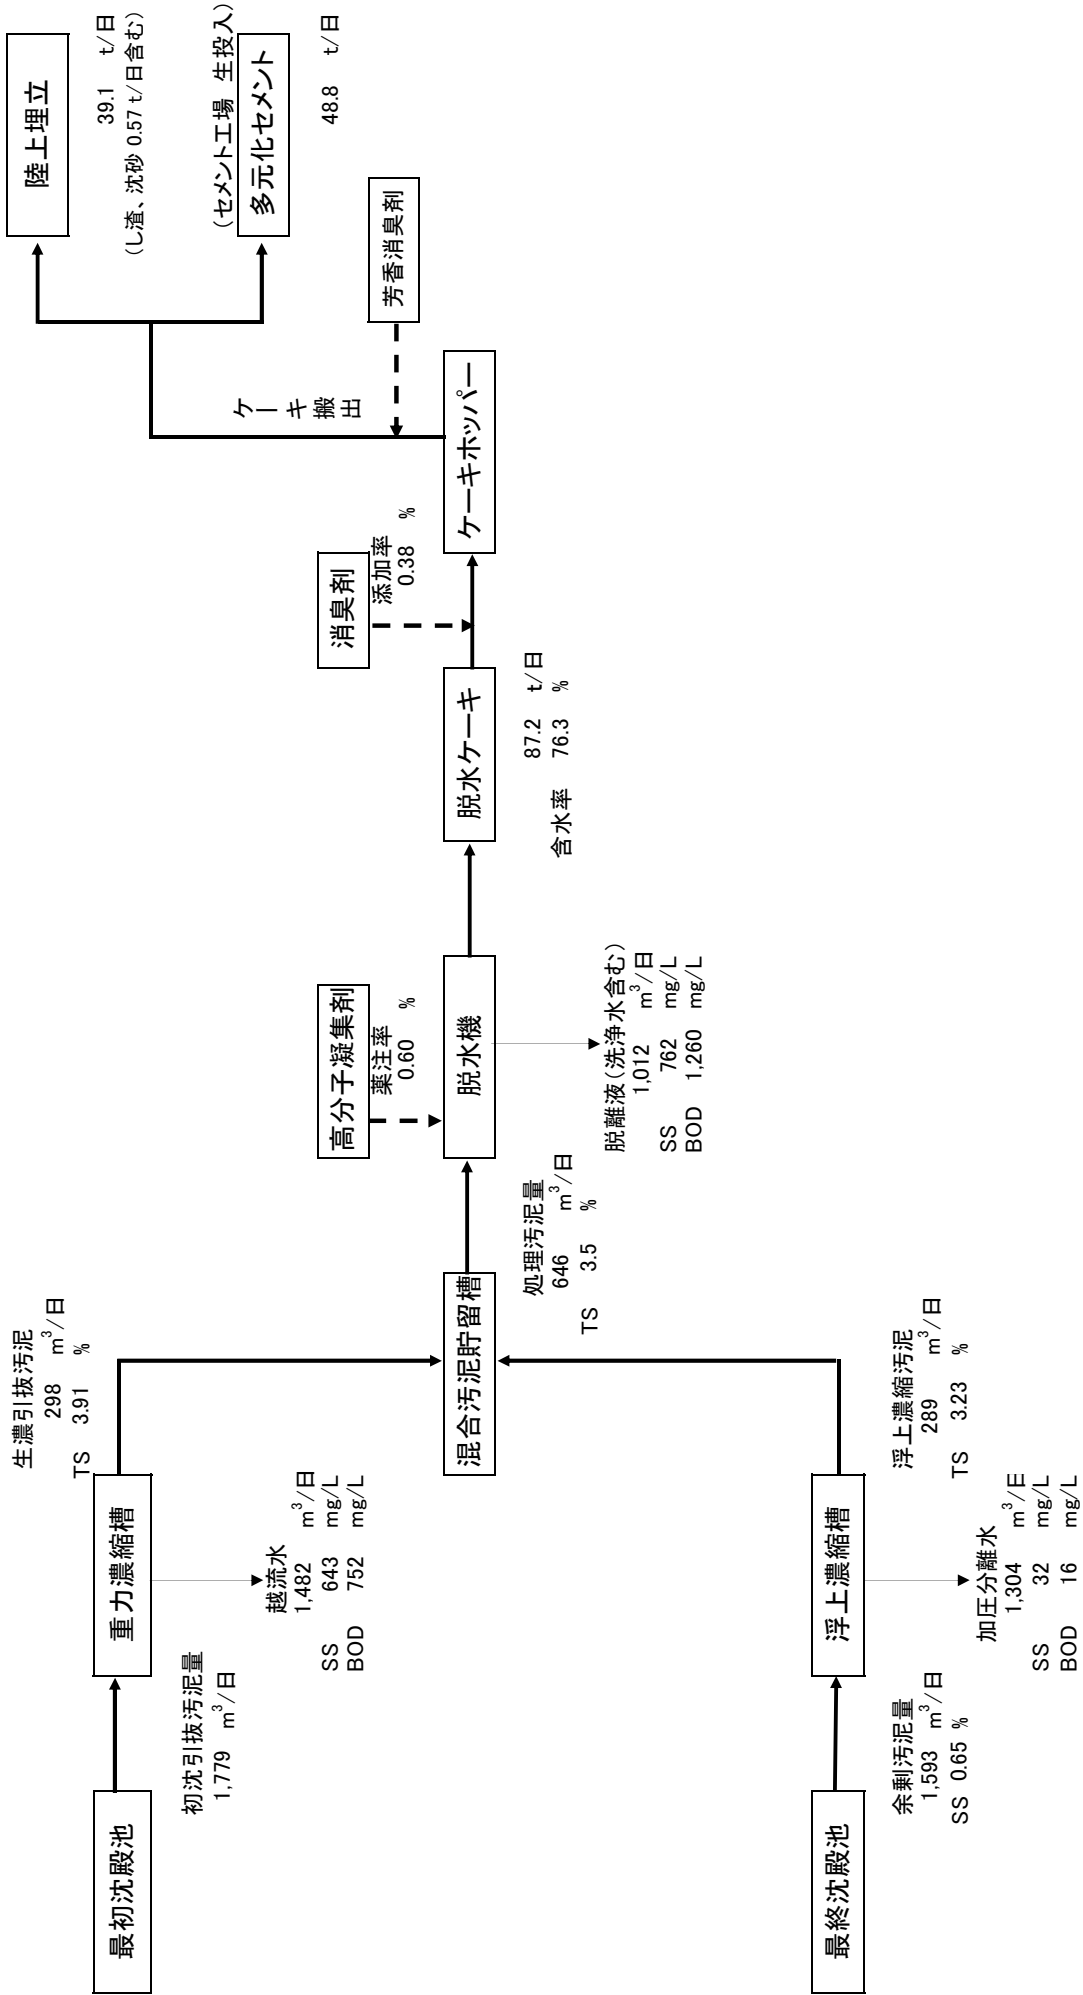 最初沈殿池
初沈引抜汚泥量
1,779 m³/日
重力濃縮槽
越流水
1,482 m³/日
SS 643 mg/L
BOD 752 mg/L
生濃引抜汚泥
298 m³/日
TS 3.91 %
最終沈殿池
余剰汚泥量
1,593 m³/日
SS 0.65 %
浮上濃縮槽
加圧分離水
1,304 m³/日
SS 32 mg/L
BOD 16 mg/L
浮上濃縮汚泥
289 m³/日
TS 3.23 %
混合汚泥貯留槽
処理汚泥量
646 m³/日
TS 3.5 %
高分子凝集剤
薬注率
0.60 %
脱水機
脱離液(洗浄水含む)
1,012 m³/日
SS 762 mg/L
BOD 1,260 mg/L
脱水ケーキ
87.2 t/日
含水率 76.3 %
消臭剤
添加率
0.38 %
ケーキホッパー
芳香消臭剤
ケーキ搬出
陸上埋立
39.1 t/日
(し渣、沈砂 0.57 t/日含む)
(セメント工場 生投入)
多元化セメント
48.8 t/日